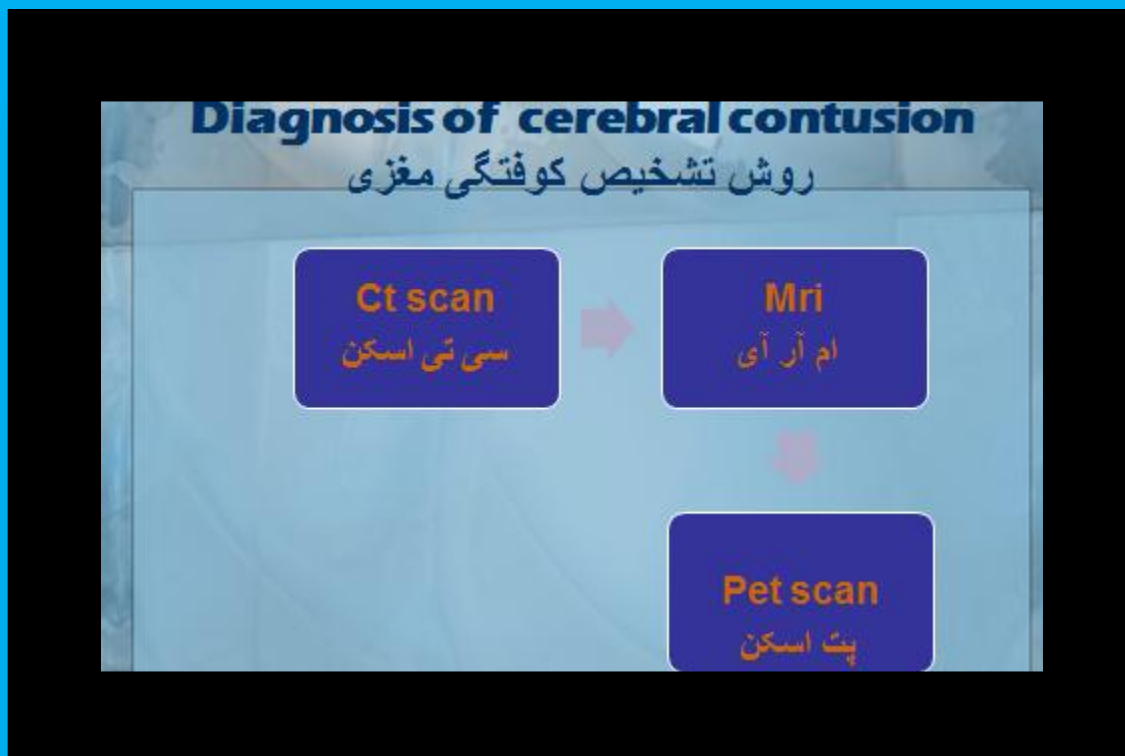 Diagnosis of cerebral contusion
روش تشخیص کوفتگی مغزی
Ct scan
سی تی اسکن
Mri
ام آر آی
Pet scan
پت اسکن